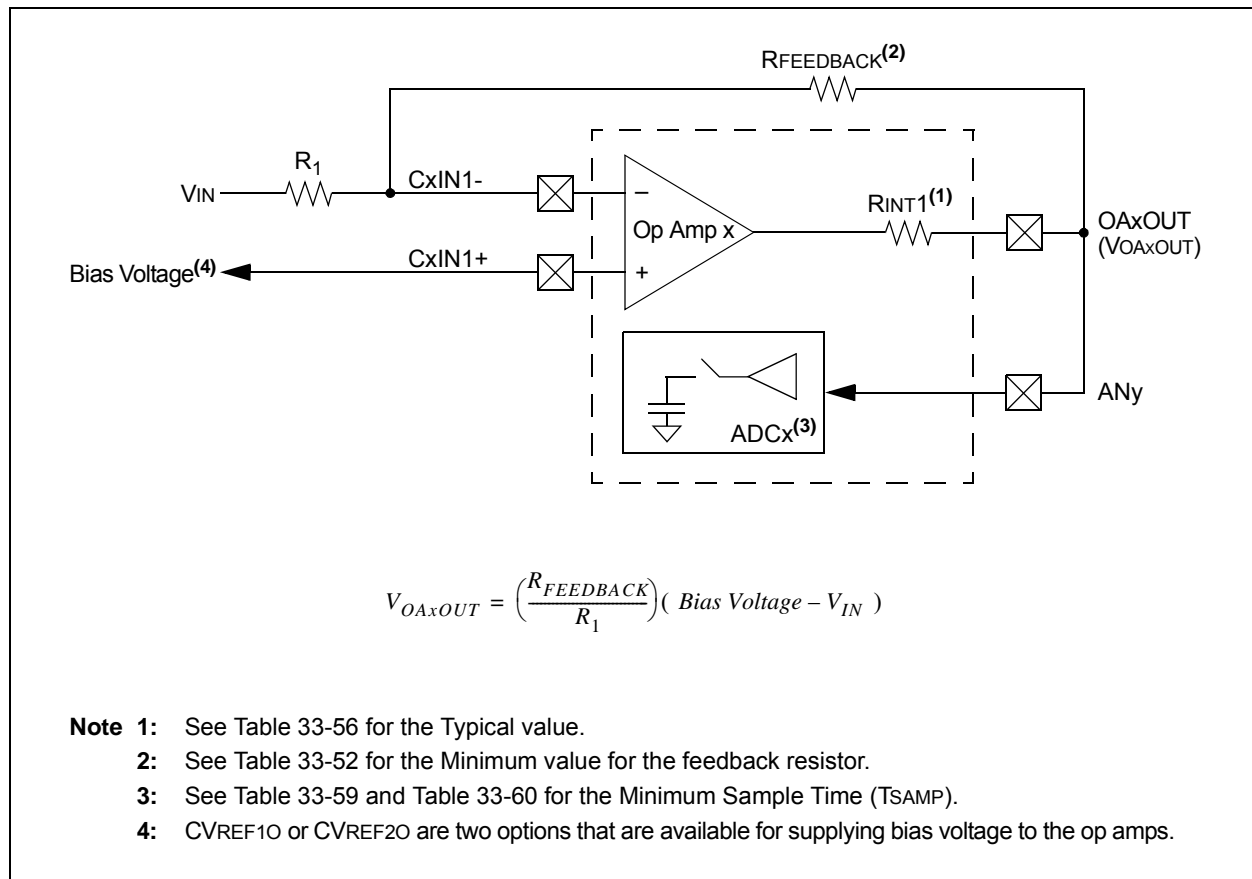 RFEEDBACK(2)
R1
VIN
CxIN1-
–
Op Amp x
RINT1(1)
OAxOUT
(VOAxOUT)
Bias Voltage(4)
CxIN1+
+
ADCx(3)
ANy
V_OAxOUT = (R_FEEDBACK / R_1) ( Bias Voltage – V_IN )
Note 1: See Table 33-56 for the Typical value.
2: See Table 33-52 for the Minimum value for the feedback resistor.
3: See Table 33-59 and Table 33-60 for the Minimum Sample Time (TSAMP).
4: CVREF1O or CVREF2O are two options that are available for supplying bias voltage to the op amps.